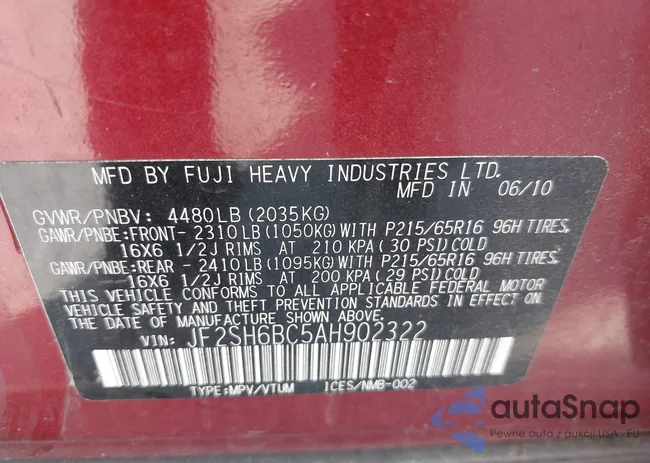 MFD BY FUJI HEAVY INDUSTRIES LTD.
MFD IN 06/10
GVWR/PNBV: 4480LB (2035KG)
GAWR/PNBE:FRONT- 2310LB(1050KG)WITH P215/65R16 96H TIRES,
16X6 1/2J RIMS AT 210 KPA ( 30 PSI) COLD
GAWR/PNBE:REAR - 2410LB(1095KG)WITH P215/65R16 96H TIRES,
16X6 1/2J RIMS AT 200 KPA ( 29 PSI) COLD
THIS VEHICLE CONFORMS TO ALL APPLICABLE FEDERAL MOTOR
VEHICLE SAFETY AND THEFT PREVENTION STANDARDS IN EFFECT ON THE
DATE OF MANUFACTURE SHOWN ABOVE.
VIN: JF2SH6BC5AH902322
TYPE:MPV/VTUM ICES/NMB-002
autaSnap
Pewne auta z aukcji USA - EU